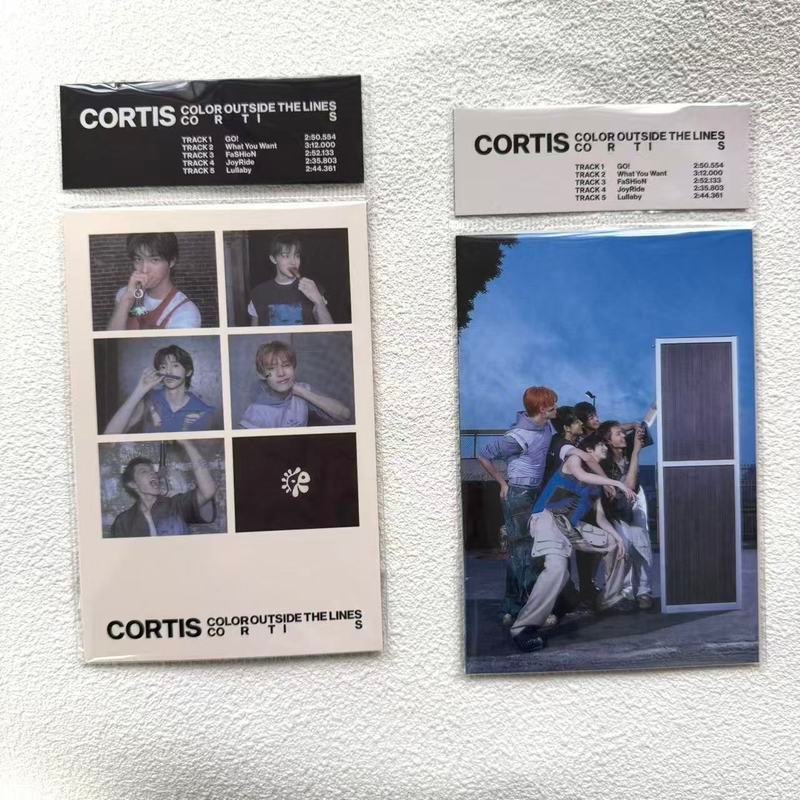 CORTIS COLOR OUTSIDE THE LINES
CO R T I S
TRACK 1 GO! 2:50.554
TRACK 2 What You Want 3:12.000
TRACK 3 FaSHioN 2:52.133
TRACK 4 JoyRide 2:35.803
TRACK 5 Lullaby 2:44.361
CORTIS COLOR OUTSIDE THE LINES
CO R T I S
CORTIS COLOR OUTSIDE THE LINES
CO R T I S
TRACK 1 GO! 2:50.554
TRACK 2 What You Want 3:12.000
TRACK 3 FaSHioN 2:52.133
TRACK 4 JoyRide 2:35.803
TRACK 5 Lullaby 2:44.361